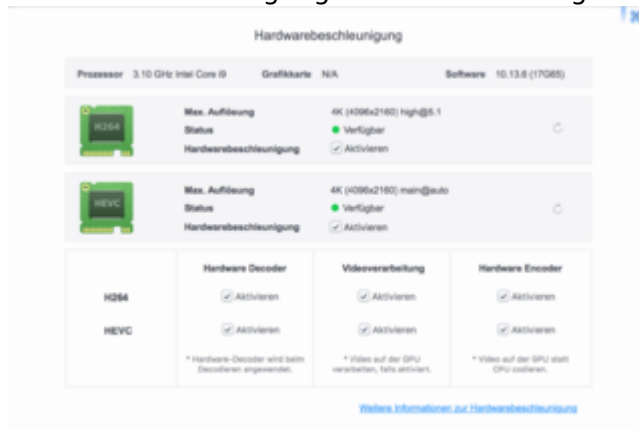 Hardwarebeschleunigung
Prozessor 3.10 GHz Intel Core i9 Grafikkarte N/A Software 10.13.6 (17G65)
H264
Max. Auflösung 4K (4096x2160) high@5.1
Status Verfügbar
Hardwarebeschleunigung Aktivieren
HEVC
Max. Auflösung 4K (4096x2160) main@auto
Status Verfügbar
Hardwarebeschleunigung Aktivieren
Hardware Decoder Videoverarbeitung Hardware Encoder
H264 Aktivieren Aktivieren Aktivieren
HEVC Aktivieren Aktivieren Aktivieren
* Hardware-Decoder wird beim * Video auf der GPU * Video auf der GPU statt
Decodieren angewendet. verarbeiten, falls aktiviert. CPU codieren.
Weitere Informationen zur Hardwarebeschleunigung